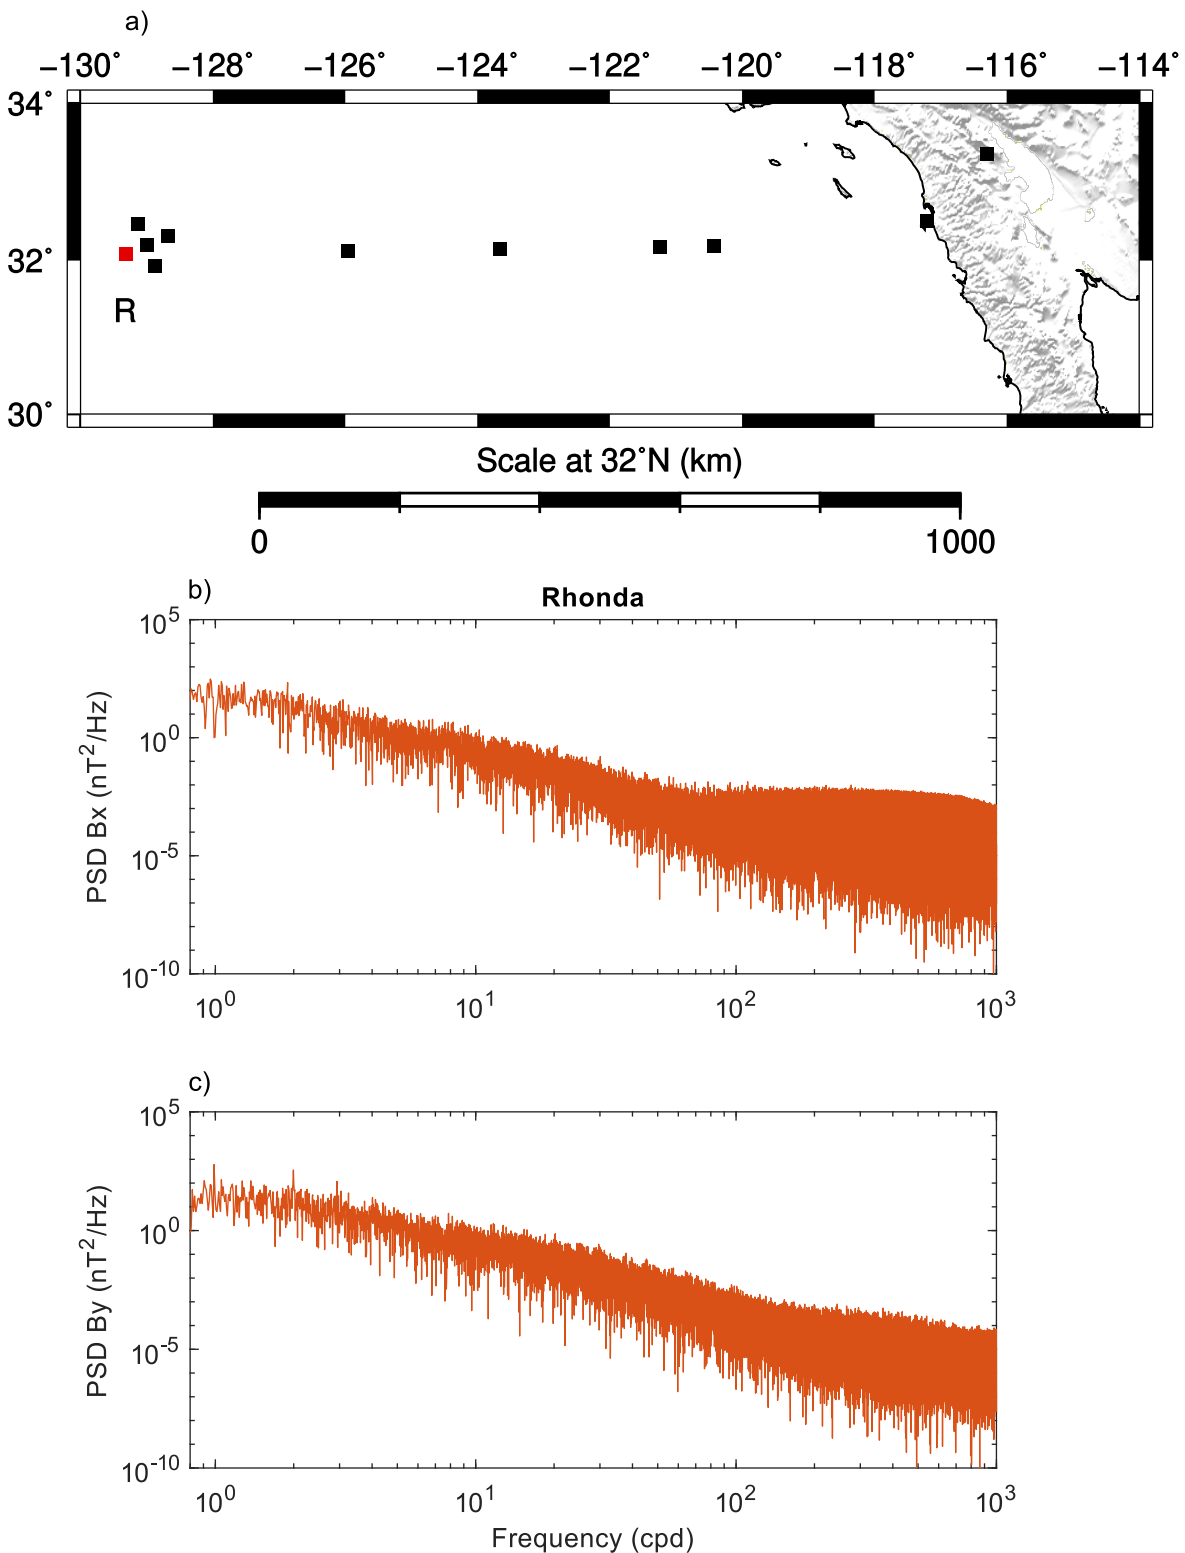 a)
−130° −128° −126° −124° −122° −120° −118° −116° −114°
34°
32°
R
30°
Scale at 32°N (km)
0 1000
b)
Rhonda
10^5
10^0
10^-5
10^-10
PSD Bx (nT^2/Hz)
10^0 10^1 10^2 10^3
c)
10^5
10^0
10^-5
10^-10
PSD By (nT^2/Hz)
10^0 10^1 10^2 10^3
Frequency (cpd)